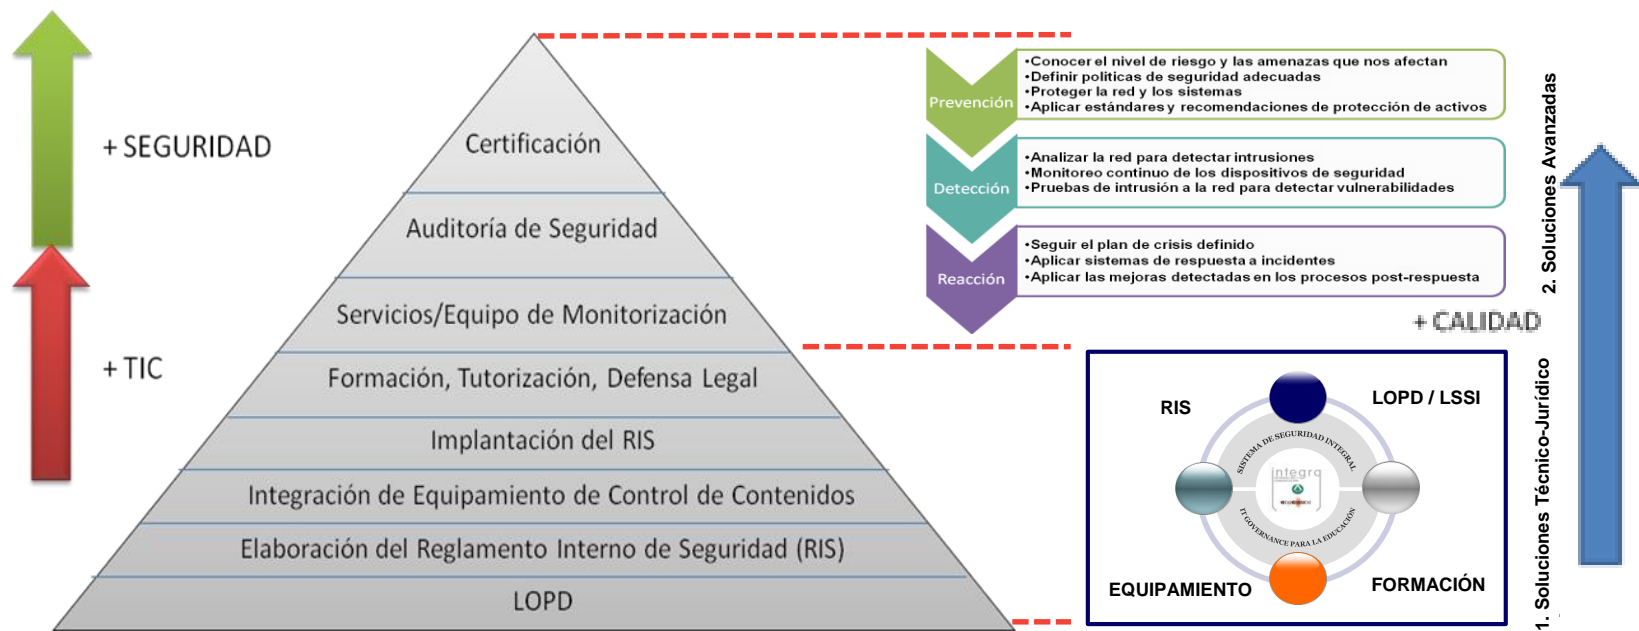 + SEGURIDAD
+ TIC
Certificación
Auditoría de Seguridad
Servicios/Equipo de Monitorización
Formación, Tutorización, Defensa Legal
Implantación del RIS
Integración de Equipamiento de Control de Contenidos
Elaboración del Reglamento Interno de Seguridad (RIS)
LOPD
Prevención
•Conocer el nivel de riesgo y las amenazas que nos afectan
•Definir políticas de seguridad adecuadas
•Proteger la red y los sistemas
•Aplicar estándares y recomendaciones de protección de activos
Detección
•Analizar la red para detectar intrusiones
•Monitoreo continuo de los dispositivos de seguridad
•Pruebas de intrusión a la red para detectar vulnerabilidades
Reacción
•Seguir el plan de crisis definido
•Aplicar sistemas de respuesta a incidentes
•Aplicar las mejoras detectadas en los procesos post-respuesta
+ CALIDAD
RIS
LOPD / LSSI
SISTEMA DE SEGURIDAD INTEGRAL
integra
IT GOVERNANCE PARA LA EDUCACIÓN
EQUIPAMIENTO
FORMACIÓN
2. Soluciones Avanzadas
1. Soluciones Técnico-Jurídico